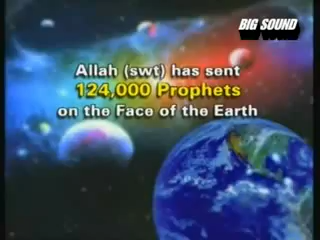 BIG SOUND
Allah (swt) has sent
124,000 Prophets
on the Face of the Earth